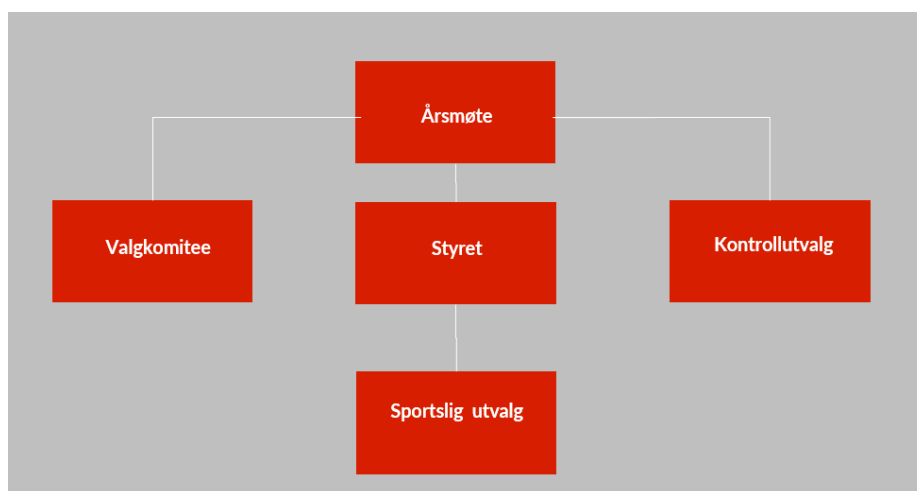 Årsmøte
Valgkomitee
Styret
Kontrollutvalg
Sportslig utvalg